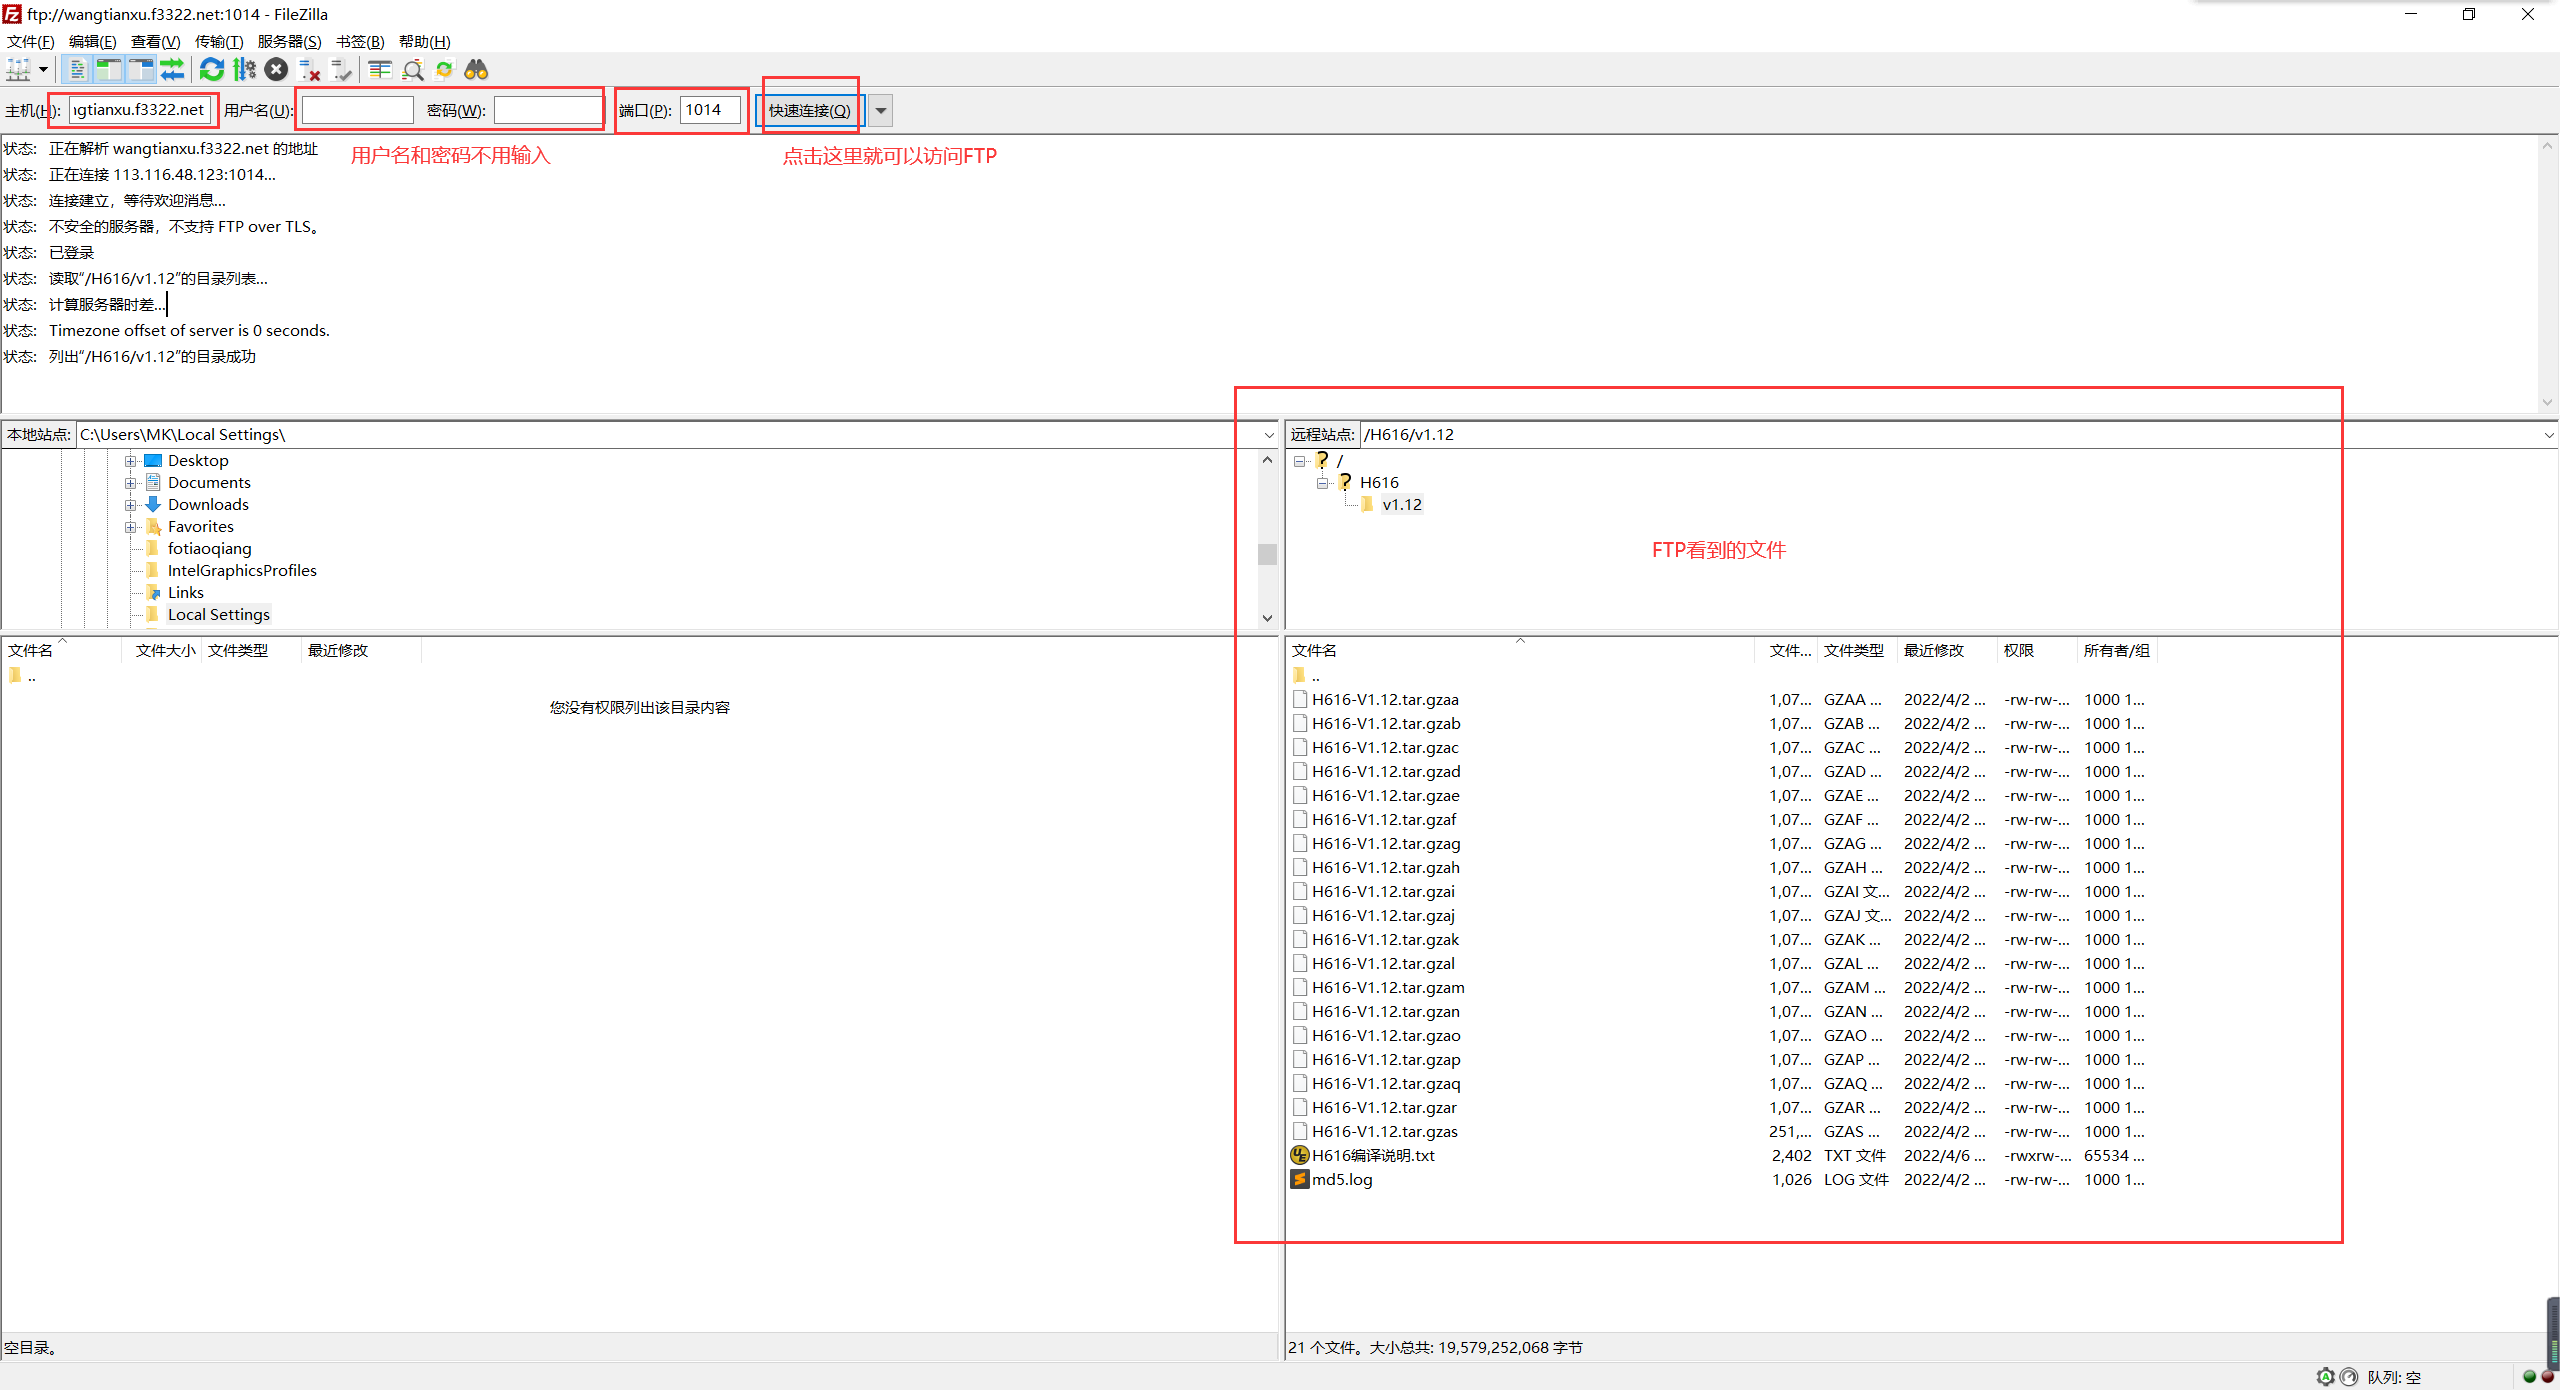 ftp://wangtianxu.f3322.net:1014 - FileZilla
文件(F) 编辑(E) 查看(V) 传输(T) 服务器(S) 书签(B) 帮助(H)
主机(H): ngtianxu.f3322.net 用户名(U): 密码(W): 端口(P): 1014 快速连接(Q)
用户名和密码不用输入
点击这里就可以访问FTP
状态: 正在解析 wangtianxu.f3322.net 的地址
状态: 正在连接 113.116.48.123:1014...
状态: 连接建立，等待欢迎消息...
状态: 不安全的服务器，不支持 FTP over TLS。
状态: 已登录
状态: 读取“/H616/v1.12”的目录列表...
状态: 计算服务器时差...
状态: Timezone offset of server is 0 seconds.
状态: 列出“/H616/v1.12”的目录成功
本地站点: C:\Users\MK\Local Settings\
Desktop
Documents
Downloads
Favorites
fotiaoqiang
IntelGraphicsProfiles
Links
Local Settings
文件名 文件大小 文件类型 最近修改
..
您没有权限列出该目录内容
空目录。
远程站点: /H616/v1.12
/
H616
v1.12
FTP看到的文件
文件名 文件... 文件类型 最近修改 权限 所有者/组
..
H616-V1.12.tar.gzaa 1,07... GZAA ... 2022/4/2 ... -rw-rw-... 1000 1...
H616-V1.12.tar.gzab 1,07... GZAB ... 2022/4/2 ... -rw-rw-... 1000 1...
H616-V1.12.tar.gzac 1,07... GZAC ... 2022/4/2 ... -rw-rw-... 1000 1...
H616-V1.12.tar.gzad 1,07... GZAD ... 2022/4/2 ... -rw-rw-... 1000 1...
H616-V1.12.tar.gzae 1,07... GZAE ... 2022/4/2 ... -rw-rw-... 1000 1...
H616-V1.12.tar.gzaf 1,07... GZAF ... 2022/4/2 ... -rw-rw-... 1000 1...
H616-V1.12.tar.gzag 1,07... GZAG ... 2022/4/2 ... -rw-rw-... 1000 1...
H616-V1.12.tar.gzah 1,07... GZAH ... 2022/4/2 ... -rw-rw-... 1000 1...
H616-V1.12.tar.gzai 1,07... GZAI 文... 2022/4/2 ... -rw-rw-... 1000 1...
H616-V1.12.tar.gzaj 1,07... GZAJ 文... 2022/4/2 ... -rw-rw-... 1000 1...
H616-V1.12.tar.gzak 1,07... GZAK ... 2022/4/2 ... -rw-rw-... 1000 1...
H616-V1.12.tar.gzal 1,07... GZAL ... 2022/4/2 ... -rw-rw-... 1000 1...
H616-V1.12.tar.gzam 1,07... GZAM ... 2022/4/2 ... -rw-rw-... 1000 1...
H616-V1.12.tar.gzan 1,07... GZAN ... 2022/4/2 ... -rw-rw-... 1000 1...
H616-V1.12.tar.gzao 1,07... GZAO ... 2022/4/2 ... -rw-rw-... 1000 1...
H616-V1.12.tar.gzap 1,07... GZAP ... 2022/4/2 ... -rw-rw-... 1000 1...
H616-V1.12.tar.gzaq 1,07... GZAQ ... 2022/4/2 ... -rw-rw-... 1000 1...
H616-V1.12.tar.gzar 1,07... GZAR ... 2022/4/2 ... -rw-rw-... 1000 1...
H616-V1.12.tar.gzas 251,... GZAS ... 2022/4/2 ... -rw-rw-... 1000 1...
H616编译说明.txt 2,402 TXT 文件 2022/4/6 ... -rwxrw-... 65534 ...
md5.log 1,026 LOG 文件 2022/4/2 ... -rw-rw-... 1000 1...
21 个文件。大小总共: 19,579,252,068 字节
队列: 空